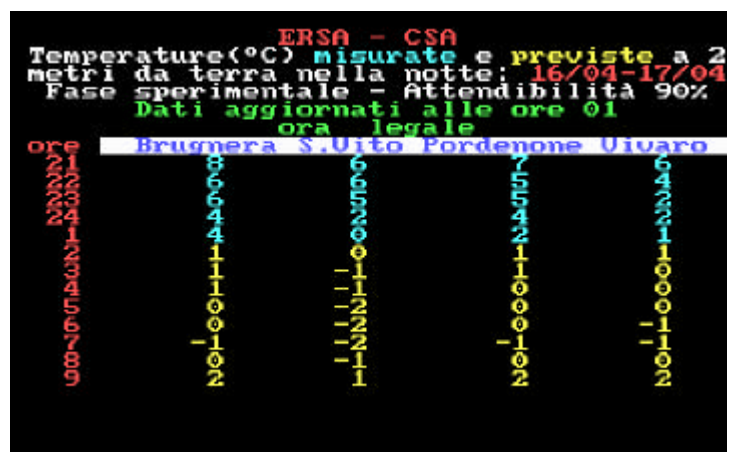 ERSA - CSA
Temperature(°C) misurate e previste a 2
metri da terra nella notte: 16/04-17/04
Fase sperimentale - Attendibilità 90%
Dati aggiornati alle ore 01
ora legale
ore Brugnera S.Vito Pordenone Vivaro
21 8 6 7 6
22 6 6 5 4
23 6 5 5 2
24 4 2 4 2
1 4 0 2 1
2 1 0 1 1
3 1 -1 1 0
4 1 -1 0 0
5 0 -2 0 0
6 0 -2 0 -1
7 -1 -2 -1 -1
8 0 -1 0 0
9 2 1 2 2